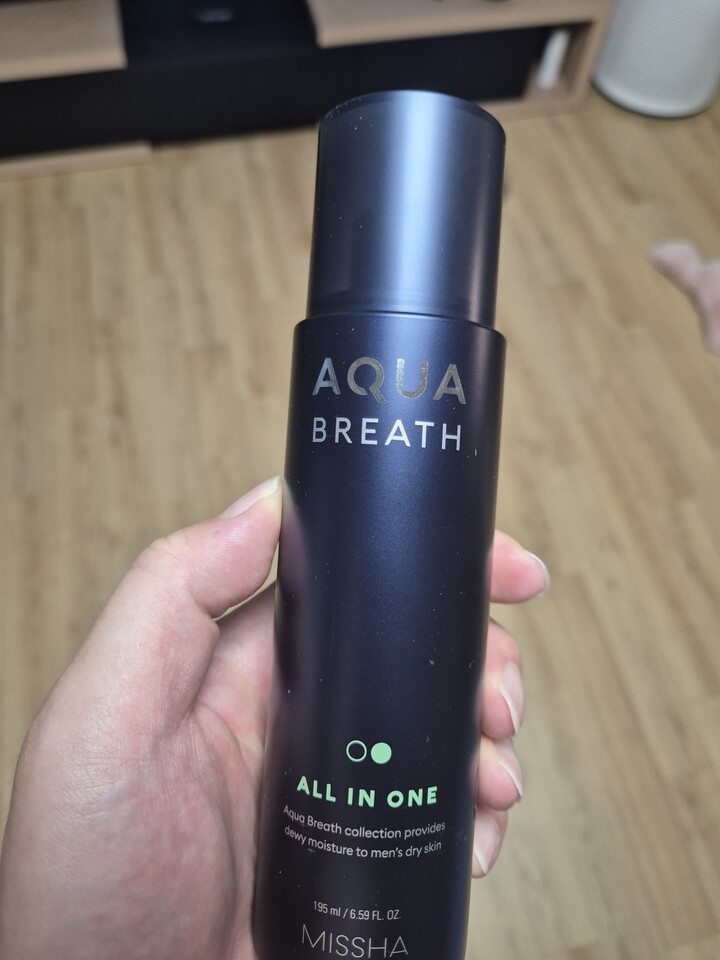 AQUA
BREATH
ALL IN ONE
Aqua Breath collection provides
dewy moisture to men's dry skin
195 ml / 6.59 FL. OZ.
MISSHA